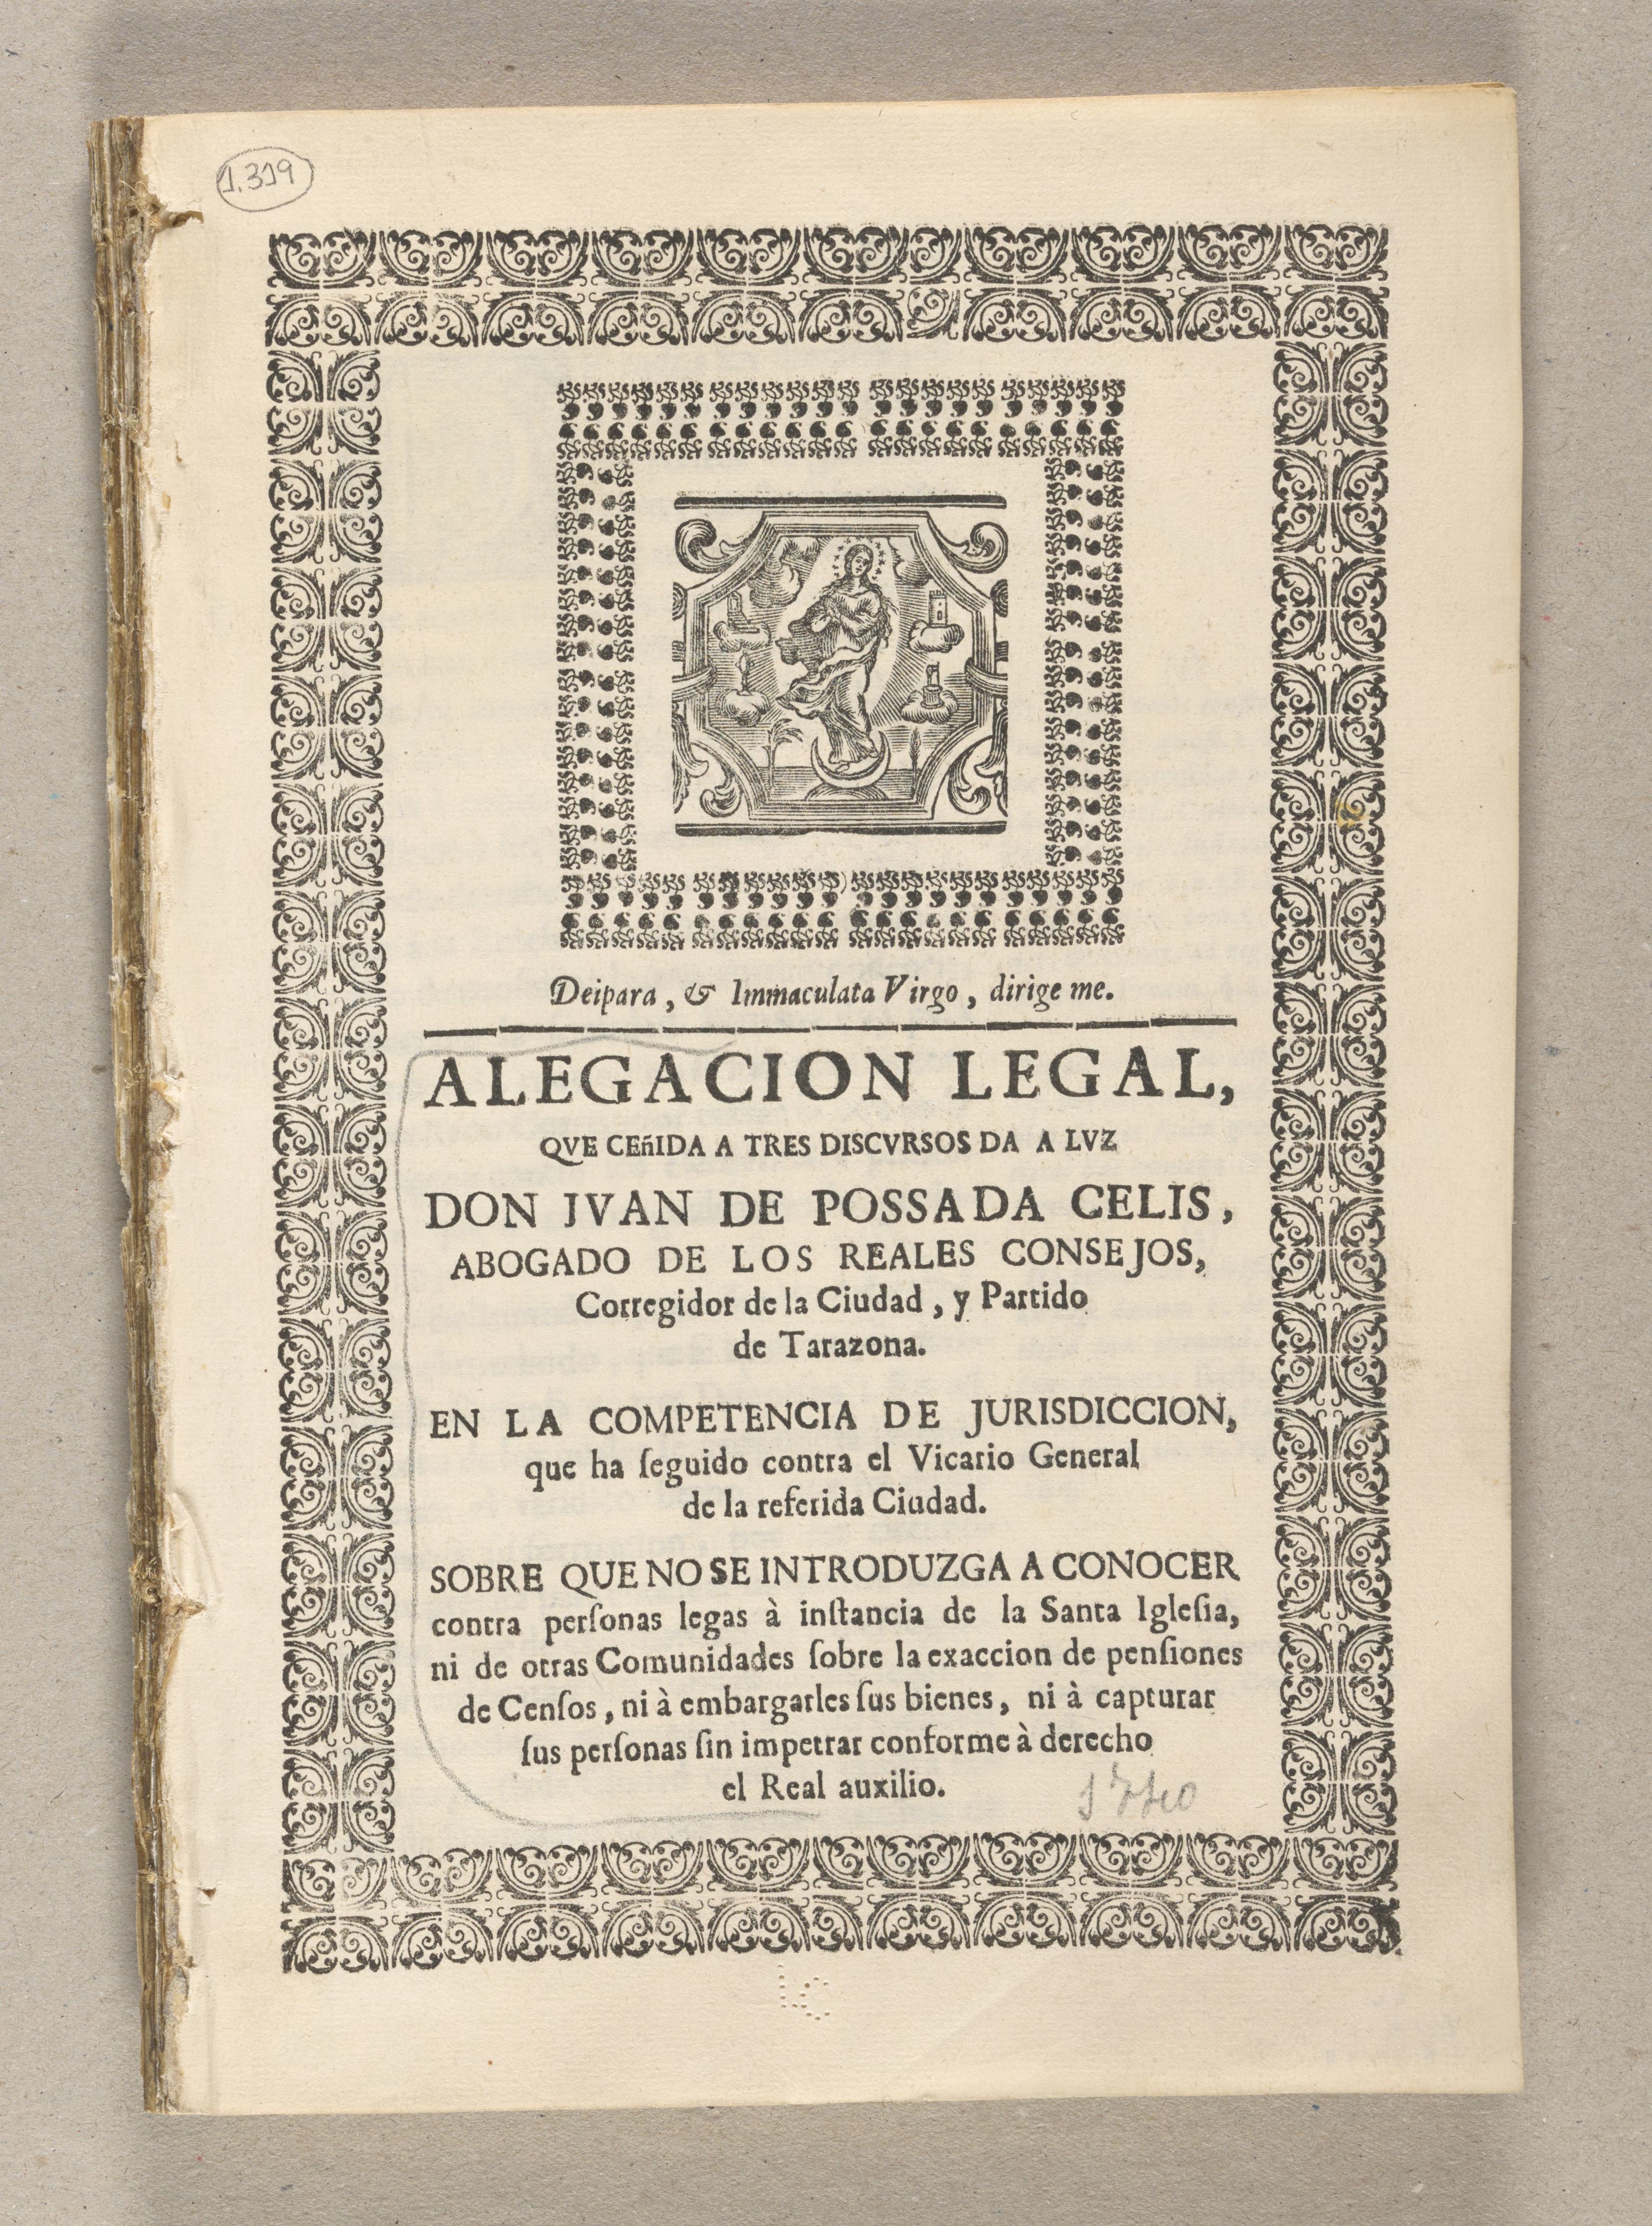 1.319
Deipara, & Immaculata Virgo, dirige me.
ALEGACION LEGAL,
QVE CEñIDA A TRES DISCVRSOS DA A LVZ
DON IVAN DE POSSADA CELIS,
ABOGADO DE LOS REALES CONSEJOS,
Corregidor de la Ciudad, y Partido
de Tarazona.
EN LA COMPETENCIA DE JURISDICCION,
que ha ſeguido contra el Vicario General
de la referida Ciudad.
SOBRE QUE NO SE INTRODUZGA A CONOCER
contra perſonas legas à inſtancia de la Santa Igleſia,
ni de otras Comunidades ſobre la exaccion de penſiones
de Cenſos, ni à embargarles ſus bienes, ni à capturar
ſus perſonas ſin impetrar conforme à derecho
el Real auxilio.
LC